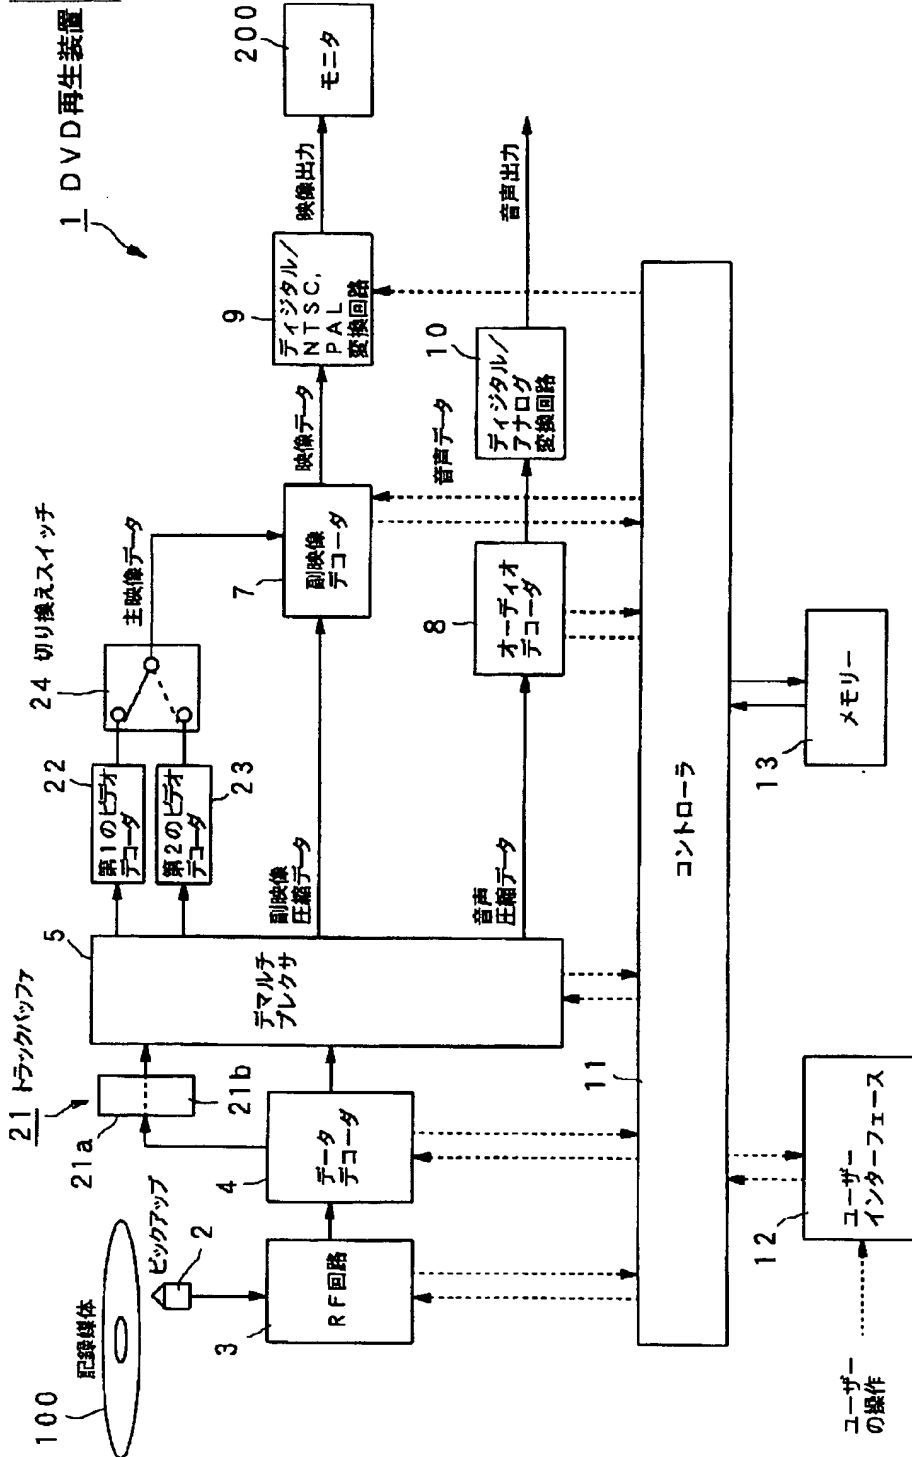 1 DVD再生装置
100
記録媒体
ピックアップ
2
3
RF回路
21 トラックバッファ
21a
21b
4
データ
デコーダ
5
デマルチ
プレクサ
22
第1のビデオ
デコーダ
第2のビデオ
デコーダ
23
24 切り換えスイッチ
主映像データ
副映像
圧縮データ
7
副映像
デコーダ
映像データ
9
ディジタル/
NTSC,
PAL
変換回路
映像出力
200
モニタ
音声
圧縮データ
8
オーディオ
デコーダ
音声データ
10
ディジタル/
アナログ
変換回路
音声出力
11
コントローラ
ユーザー
の操作
12
ユーザー
インターフェース
13
メモリー